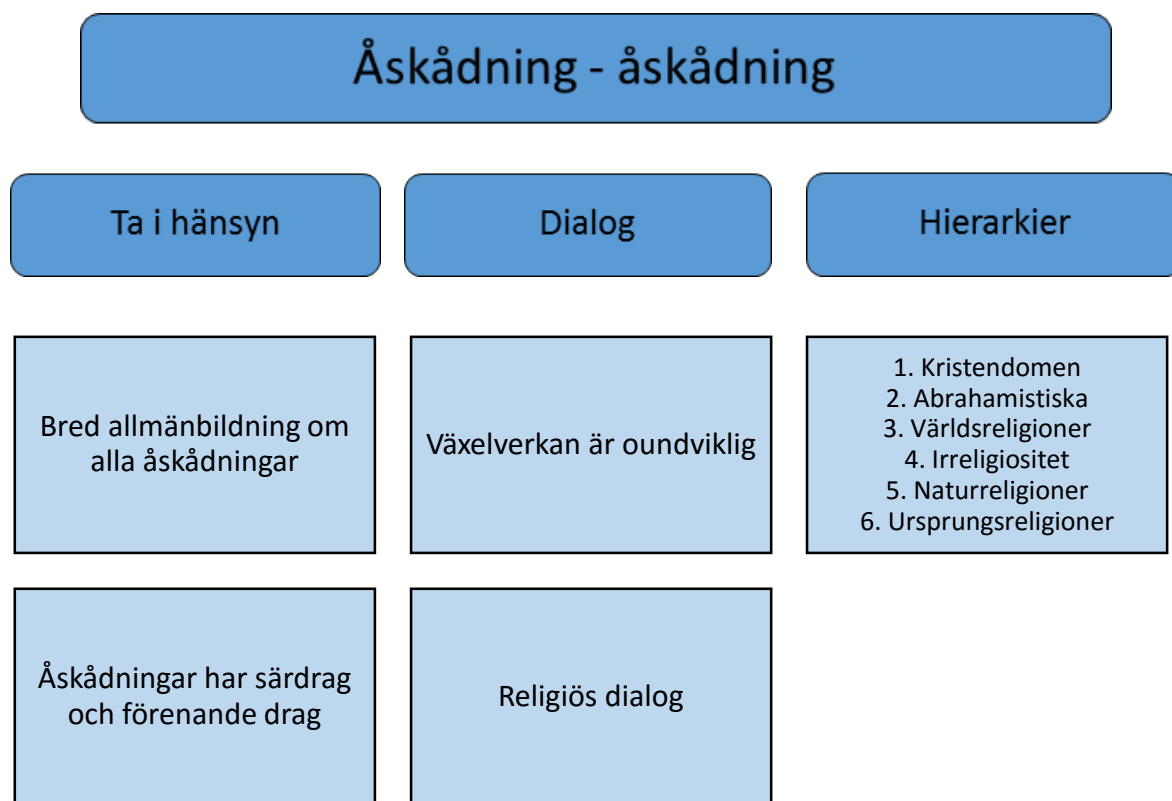 Åskådning - åskådning
Ta i hänsyn
Dialog
Hierarkier
Bred allmänbildning om
alla åskådningar
Växelverkan är oundviklig
1. Kristendomen
2. Abrahamistiska
3. Världsreligioner
4. Irreligiositet
5. Naturreligioner
6. Ursprungsreligioner
Åskådningar har särdrag
och förenande drag
Religiös dialog